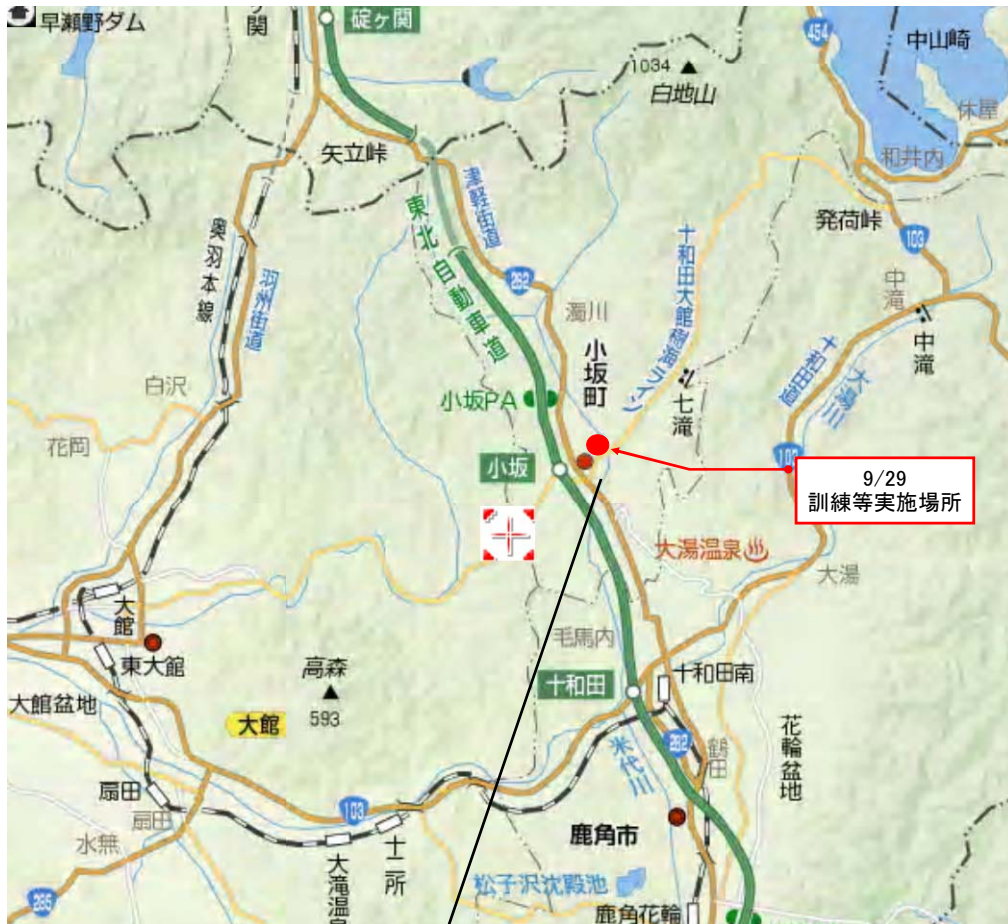 早瀬野ダム
ヶ関
碇ヶ関
454
中山崎
1034
白地山
休屋
和井内
矢立峠
津軽街道
発荷峠
103
東北自動車道
奥羽本線
羽州街道
282
十和田大館樹海ライン
中滝
中滝
濁川
小坂町
七滝
十和田道
大湯川
白沢
小坂PA
花岡
小坂
103
9/29
訓練等実施場所
大湯温泉
大湯
大館
毛馬内
東大館
高森
593
十和田
十和田南
大館盆地
大館
282
鶴田
花輪盆地
米代川
扇田
扇田
103
水無
大滝温泉
十二所
鹿角市
285
松子沢沈殿池
鹿角花輪